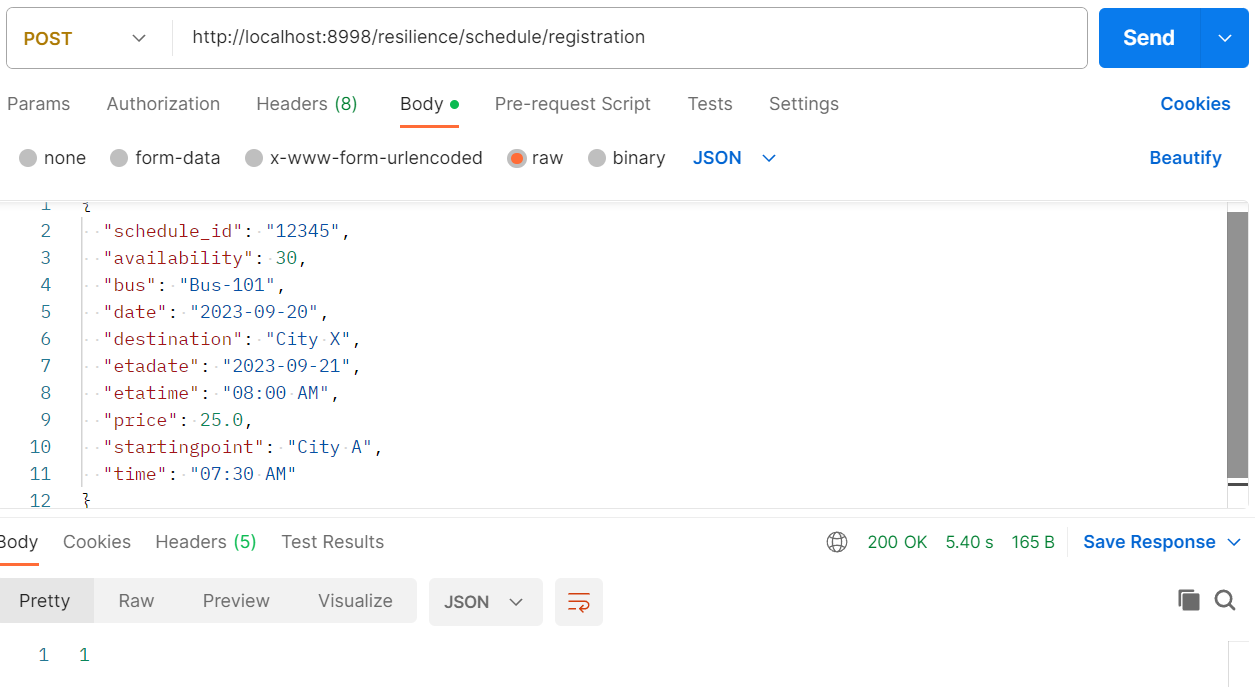 POST http://localhost:8998/resilience/schedule/registration Send
Params Authorization Headers (8) Body Pre-request Script Tests Settings Cookies
none form-data x-www-form-urlencoded raw binary JSON Beautify
1 {
2 "schedule_id": "12345",
3 "availability": 30,
4 "bus": "Bus-101",
5 "date": "2023-09-20",
6 "destination": "City X",
7 "etadate": "2023-09-21",
8 "etatime": "08:00 AM",
9 "price": 25.0,
10 "startingpoint": "City A",
11 "time": "07:30 AM"
12 }
Body Cookies Headers (5) Test Results 200 OK 5.40 s 165 B Save Response
Pretty Raw Preview Visualize JSON
1 1